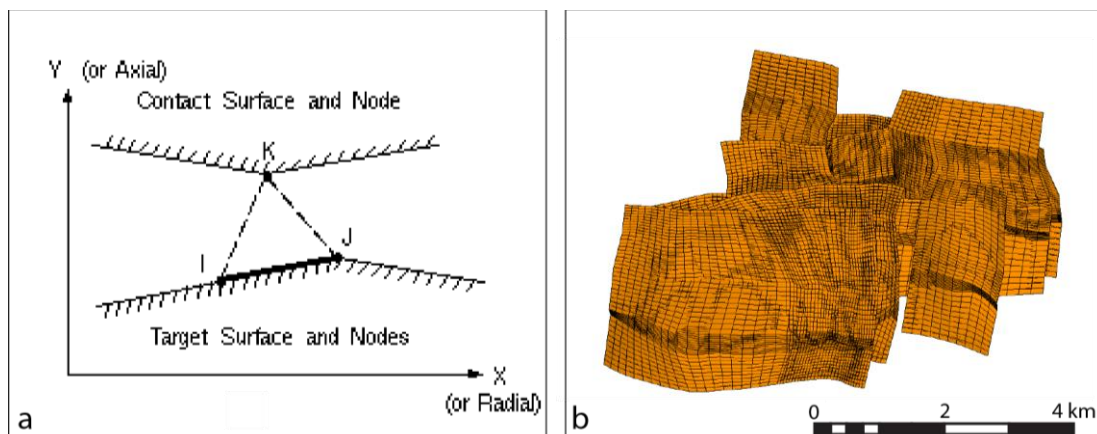 Y (or Axial)
Contact Surface and Node
K
I
J
Target Surface and Nodes
X
(or Radial)
a
b
0 2 4 km